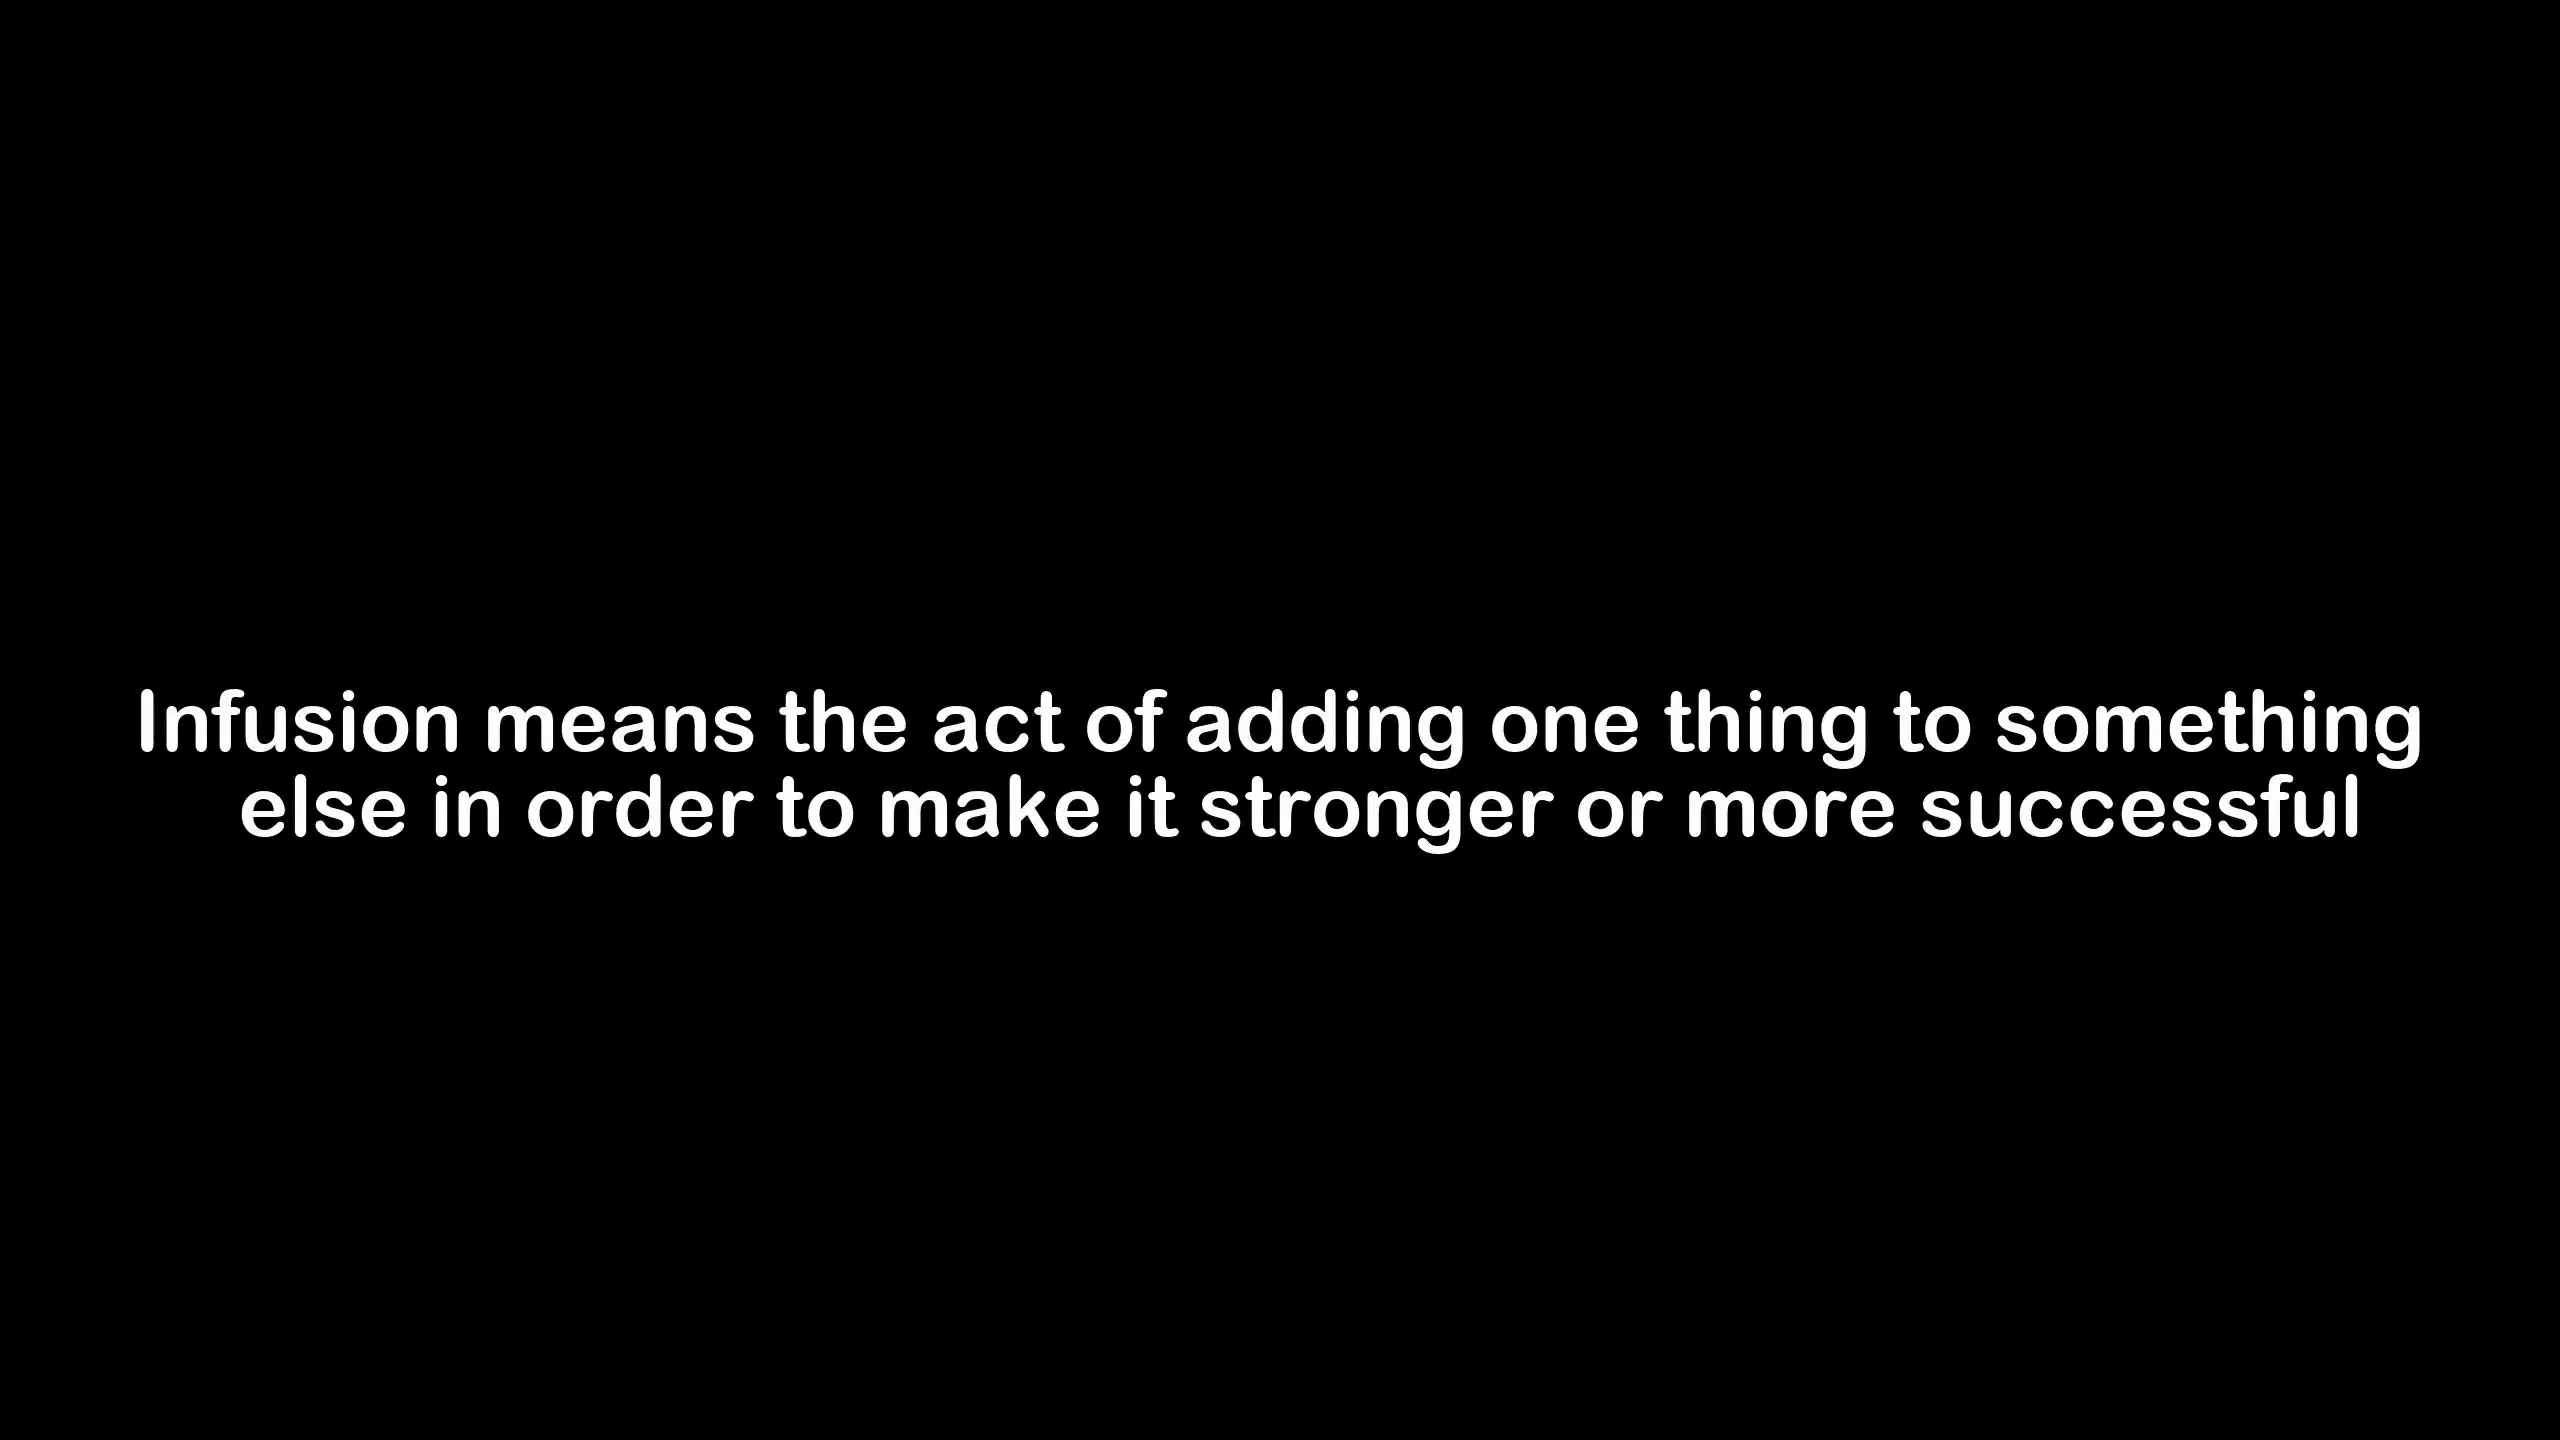 Infusion means the act of adding one thing to something
else in order to make it stronger or more successful